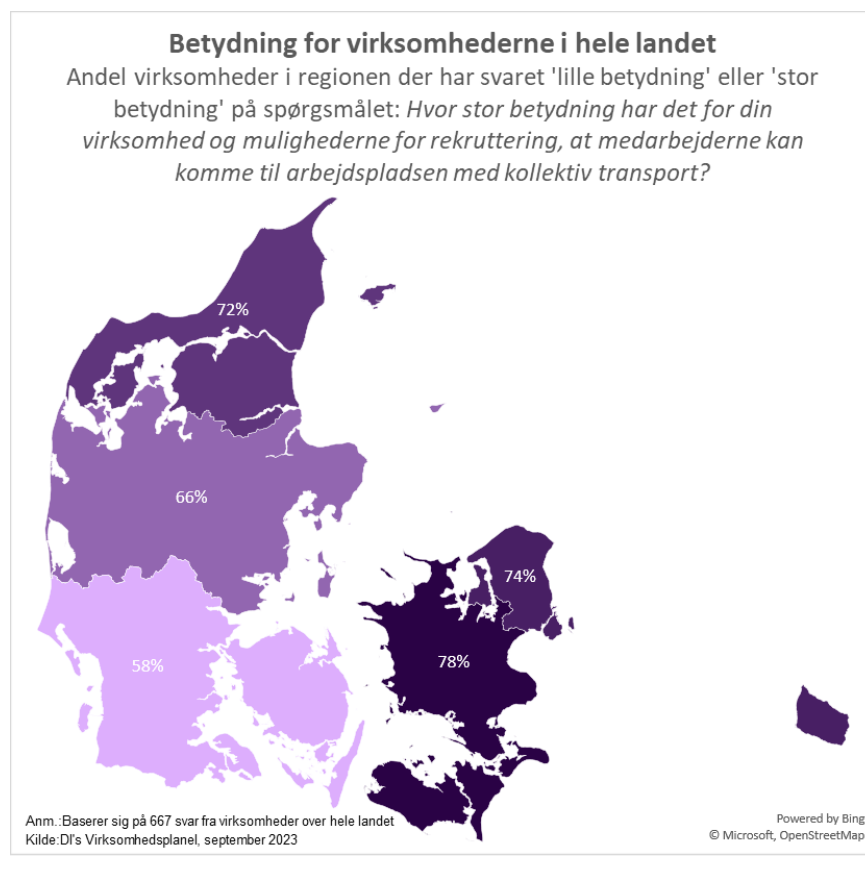 Betydning for virksomhederne i hele landet
Andel virksomheder i regionen der har svaret 'lille betydning' eller 'stor
betydning' på spørgsmålet: Hvor stor betydning har det for din
virksomhed og mulighederne for rekruttering, at medarbejderne kan
komme til arbejdspladsen med kollektiv transport?
72%
66%
74%
78%
58%
Anm.:Baserer sig på 667 svar fra virksomheder over hele landet
Kilde:DI's Virksomhedspanel, september 2023
Powered by Bing
© Microsoft, OpenStreetMap